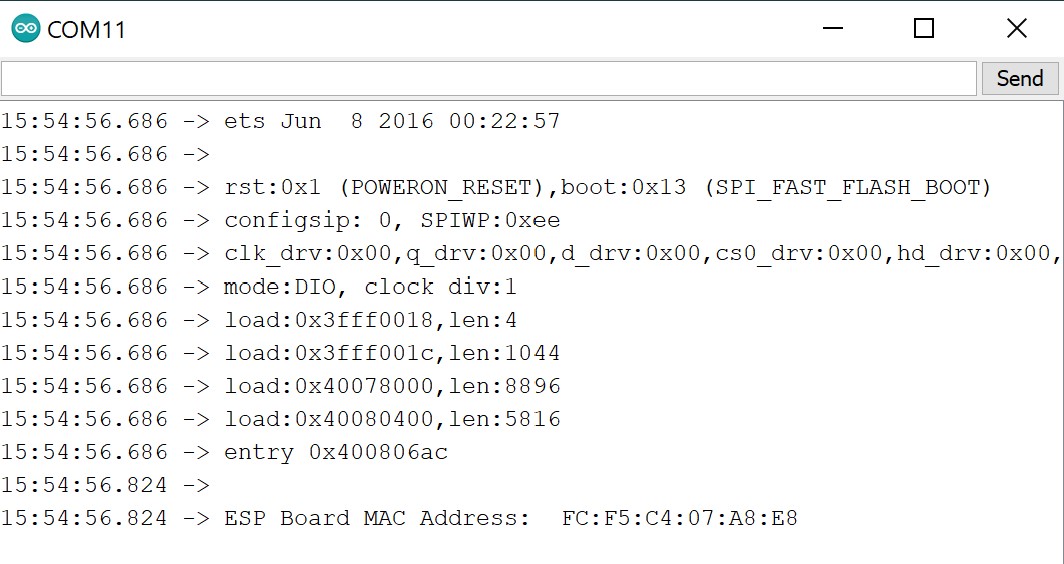 COM11
Send
15:54:56.686 -> ets Jun  8 2016 00:22:57
15:54:56.686 ->
15:54:56.686 -> rst:0x1 (POWERON_RESET),boot:0x13 (SPI_FAST_FLASH_BOOT)
15:54:56.686 -> configsip: 0, SPIWP:0xee
15:54:56.686 -> clk_drv:0x00,q_drv:0x00,d_drv:0x00,cs0_drv:0x00,hd_drv:0x00,
15:54:56.686 -> mode:DIO, clock div:1
15:54:56.686 -> load:0x3fff0018,len:4
15:54:56.686 -> load:0x3fff001c,len:1044
15:54:56.686 -> load:0x40078000,len:8896
15:54:56.686 -> load:0x40080400,len:5816
15:54:56.686 -> entry 0x400806ac
15:54:56.824 ->
15:54:56.824 -> ESP Board MAC Address:  FC:F5:C4:07:A8:E8